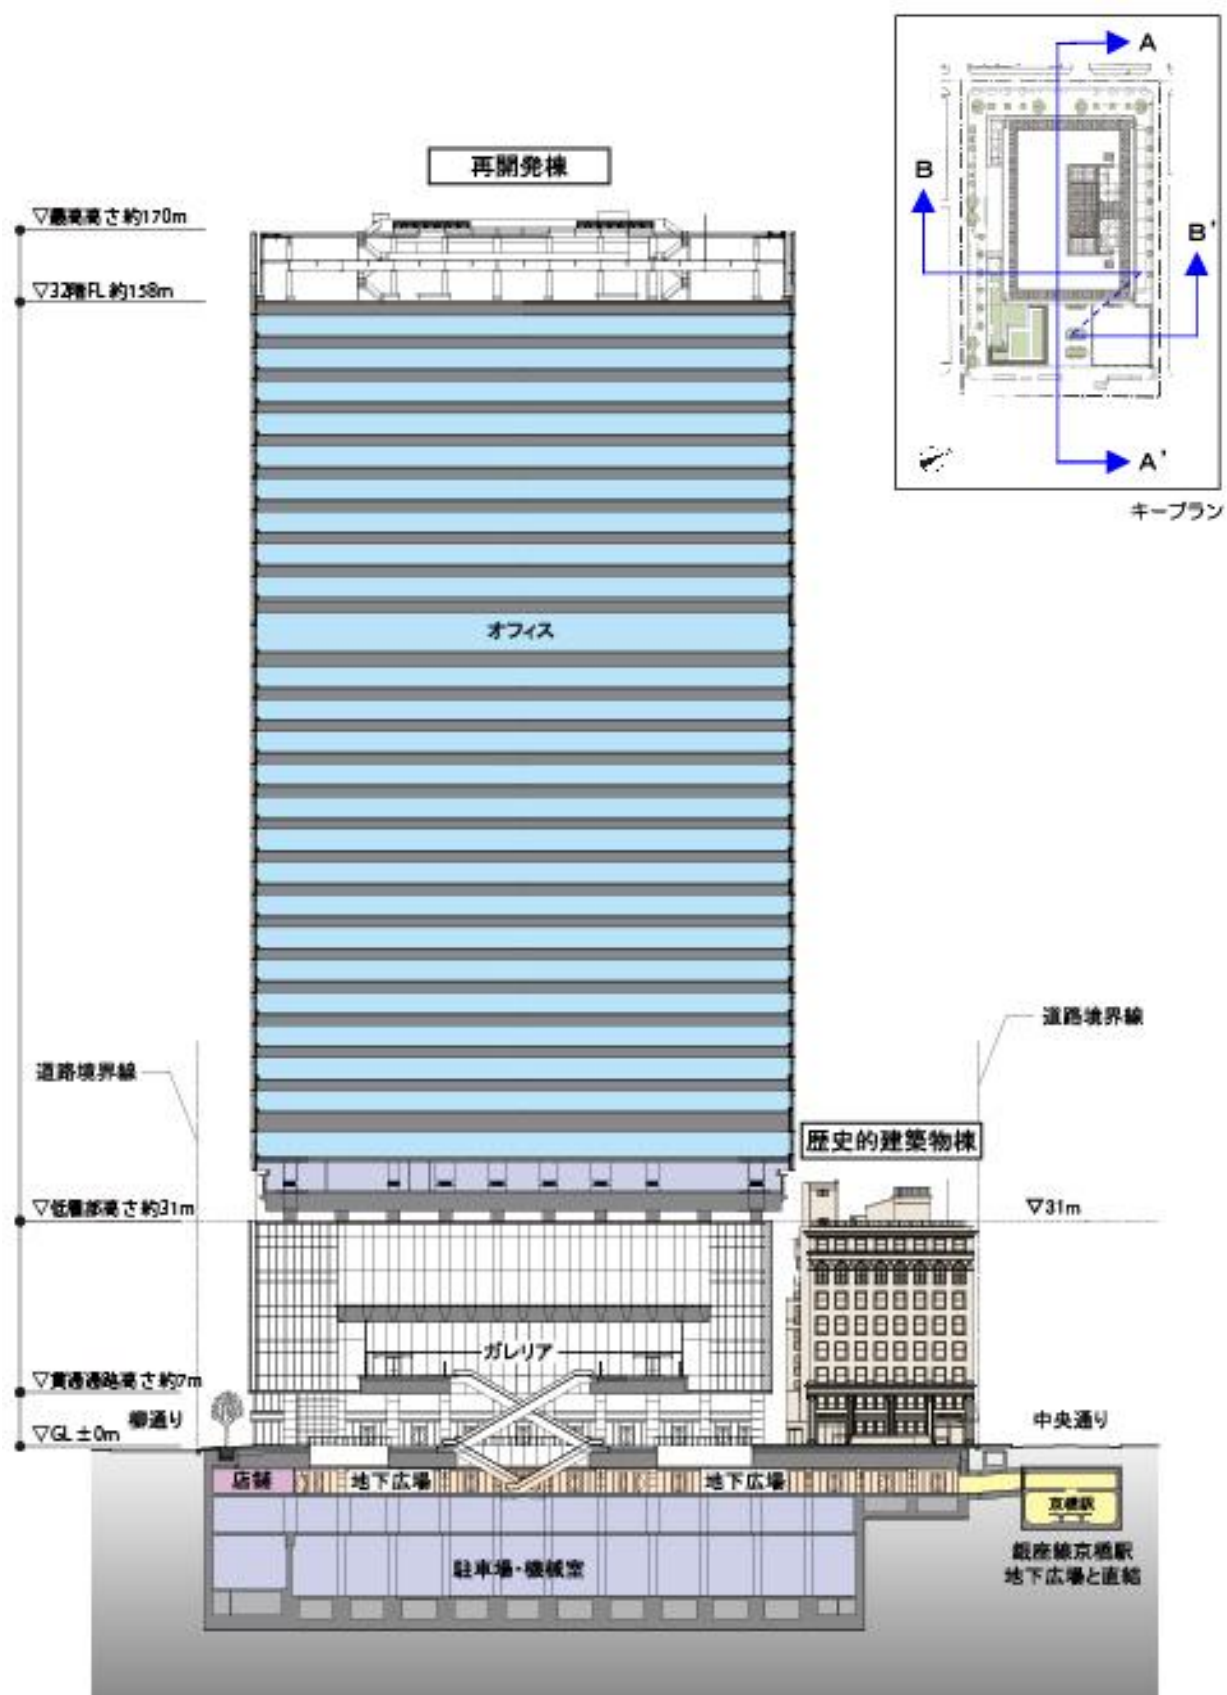 A
B
B'
A'
キープラン
再開発棟
▽最高高さ約170m
▽32階FL 約158m
オフィス
道路境界線
道路境界線
歴史的建築物棟
▽低層部高さ約31m
▽31m
ガレリア
▽貫通通路高さ約7m
柳通り
中央通り
▽GL±0m
店舗
地下広場
地下広場
京橋駅
駐車場・機械室
銀座線京橋駅
地下広場と直結